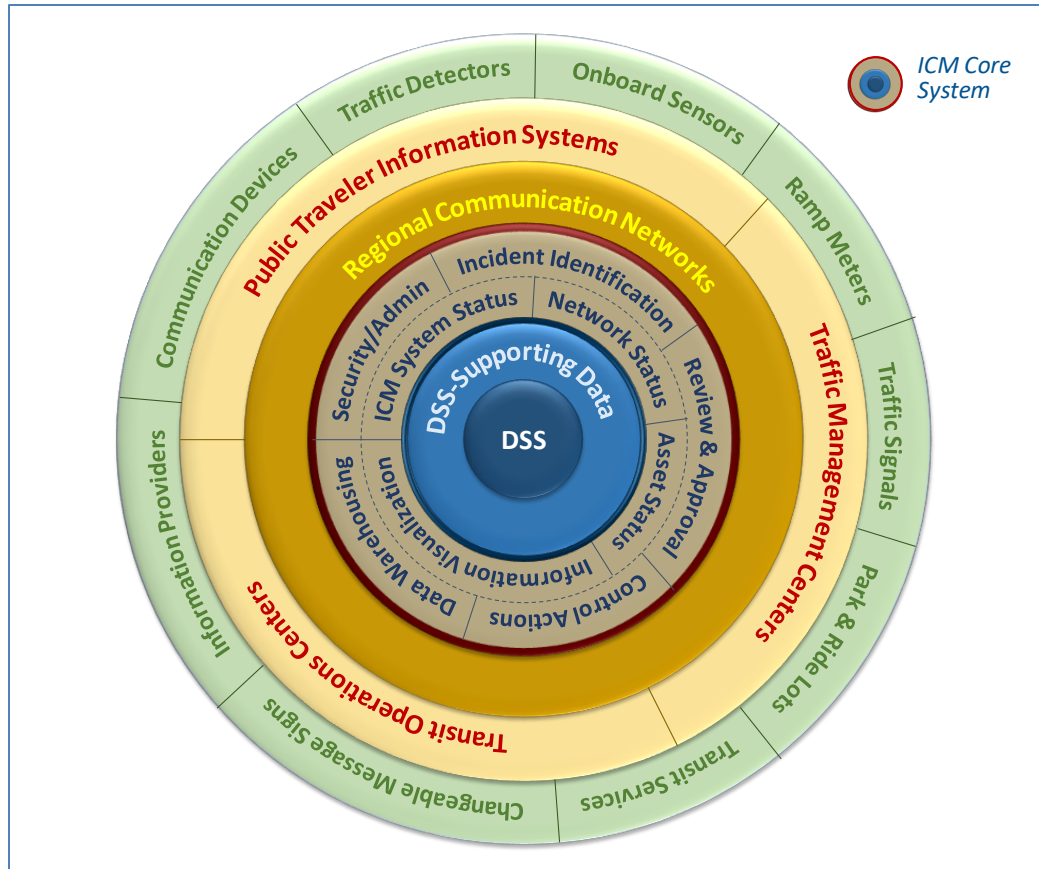 ICM Core
System
Traffic Detectors
Onboard Sensors
Ramp Meters
Traffic Signals
Park & Ride Lots
Transit Services
Changeable Message Signs
Information Providers
Communication Devices
Public Traveler Information Systems
Traffic Management Centers
Transit Operations Centers
Regional Communication Networks
Security/Admin
Incident Identification
Review & Approval
Control Actions
Data Warehousing
ICM System Status
Network Status
Asset Status
Information Visualization
DSS-Supporting Data
DSS